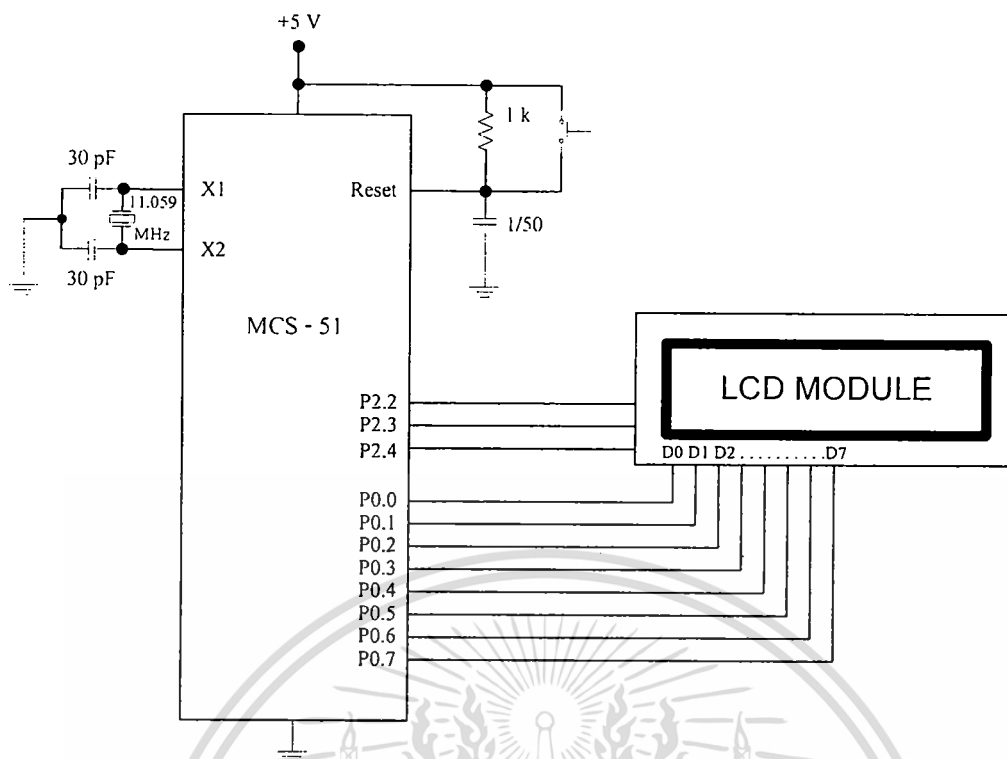 +5 V
1 k
30 pF
X1
Reset
11.059
MHz
X2
1/50
30 pF
MCS - 51
LCD MODULE
P2.2
P2.3
P2.4
D0 D1 D2 . . . . . . . . . . D7
P0.0
P0.1
P0.2
P0.3
P0.4
P0.5
P0.6
P0.7